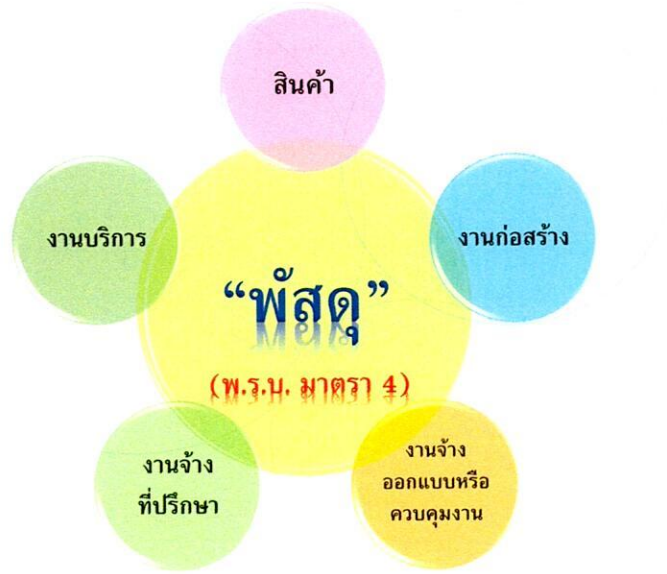 สินค้า
งานบริการ
งานก่อสร้าง
“พัสดุ”
(พ.ร.บ. มาตรา 4)
งานจ้าง
ที่ปรึกษา
งานจ้าง
ออกแบบหรือ
ควบคุมงาน